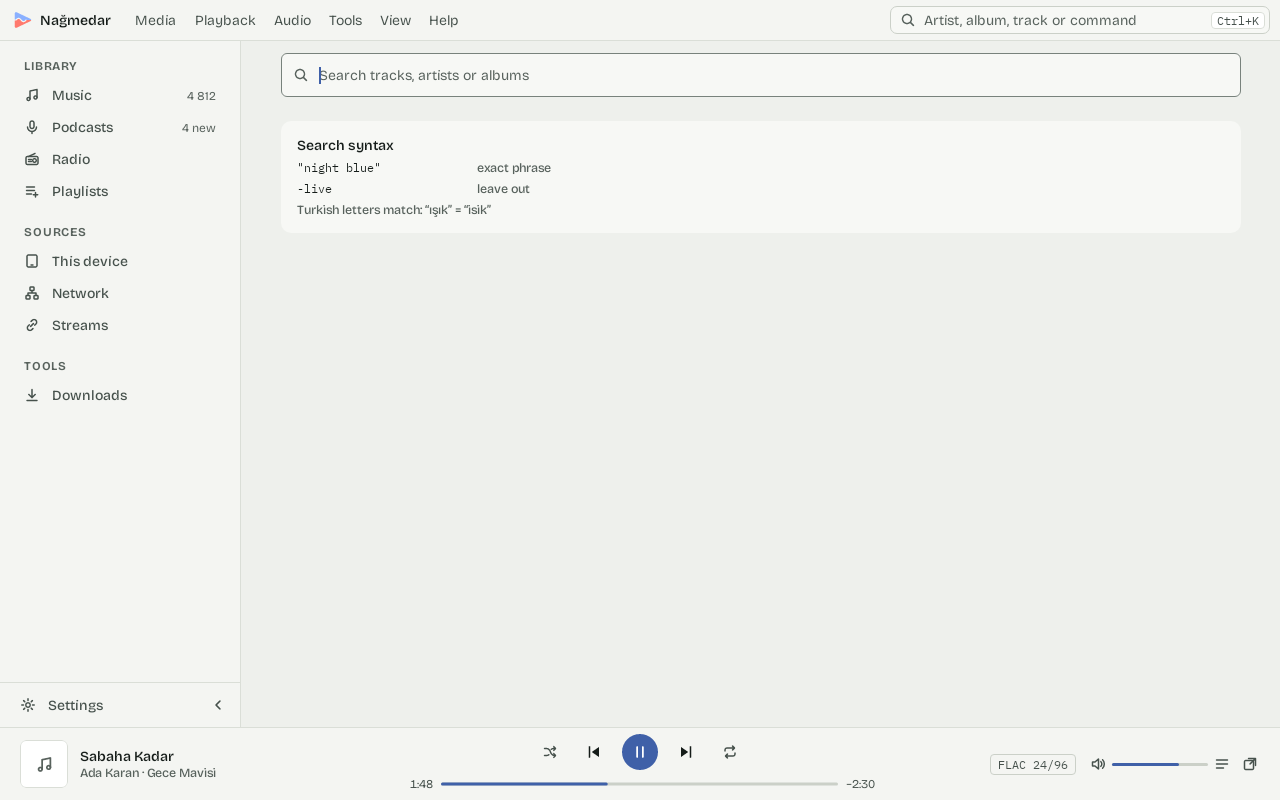 Nağmedar Media Playback Audio Tools View Help Artist, album, track or command Ctrl+K
LIBRARY
Music 4 812
Podcasts 4 new
Radio
Playlists
SOURCES
This device
Network
Streams
TOOLS
Downloads
Settings
Search tracks, artists or albums
Search syntax
"night blue" exact phrase
-live leave out
Turkish letters match: “ışık” = “isik”
Sabaha Kadar
Ada Karan · Gece Mavisi
1:48 −2:30
FLAC 24/96